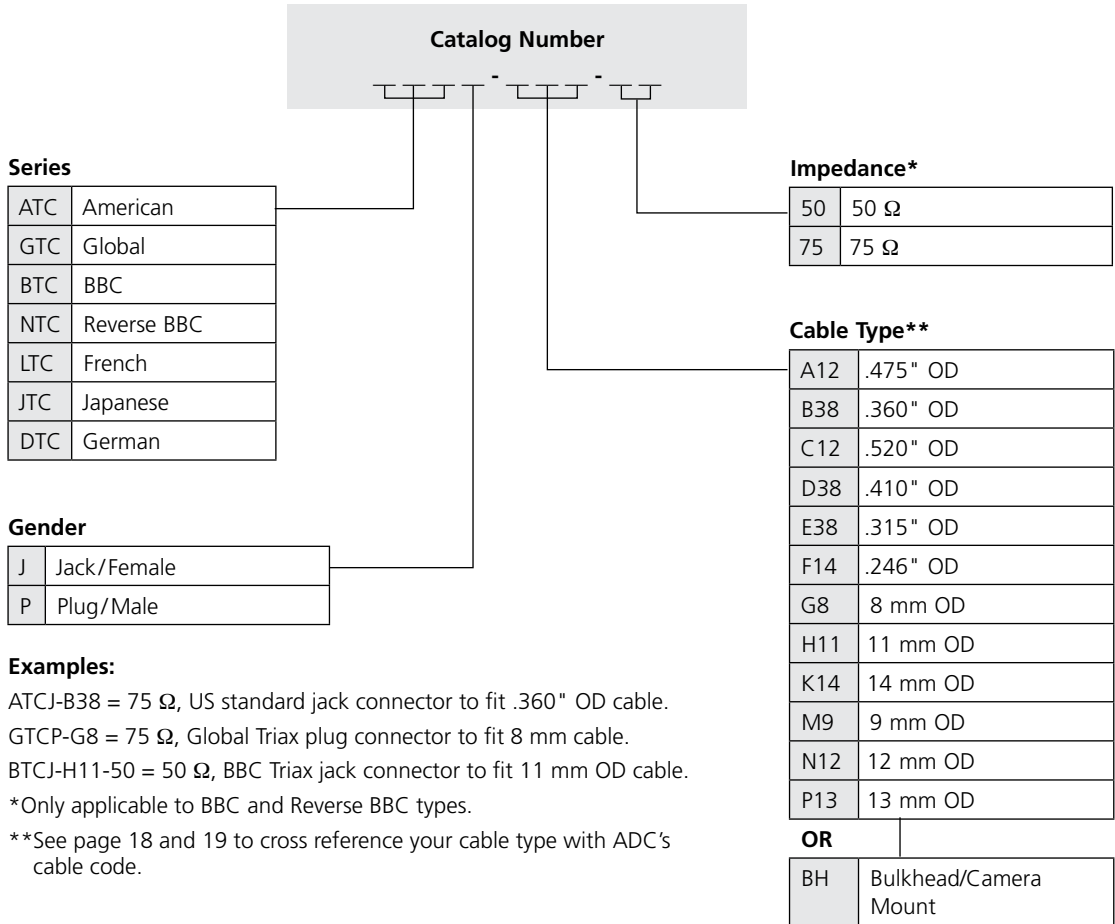 Catalog Number
- -
Series
ATC American
GTC Global
BTC BBC
NTC Reverse BBC
LTC French
JTC Japanese
DTC German
Gender
J Jack/Female
P Plug/Male
Examples:
ATCJ-B38 = 75 Ω, US standard jack connector to fit .360" OD cable.
GTCP-G8 = 75 Ω, Global Triax plug connector to fit 8 mm cable.
BTCJ-H11-50 = 50 Ω, BBC Triax jack connector to fit 11 mm OD cable.
*Only applicable to BBC and Reverse BBC types.
**See page 18 and 19 to cross reference your cable type with ADC’s
cable code.
Impedance*
50 50 Ω
75 75 Ω
Cable Type**
A12 .475" OD
B38 .360" OD
C12 .520" OD
D38 .410" OD
E38 .315" OD
F14 .246" OD
G8 8 mm OD
H11 11 mm OD
K14 14 mm OD
M9 9 mm OD
N12 12 mm OD
P13 13 mm OD
OR
BH Bulkhead/Camera
Mount